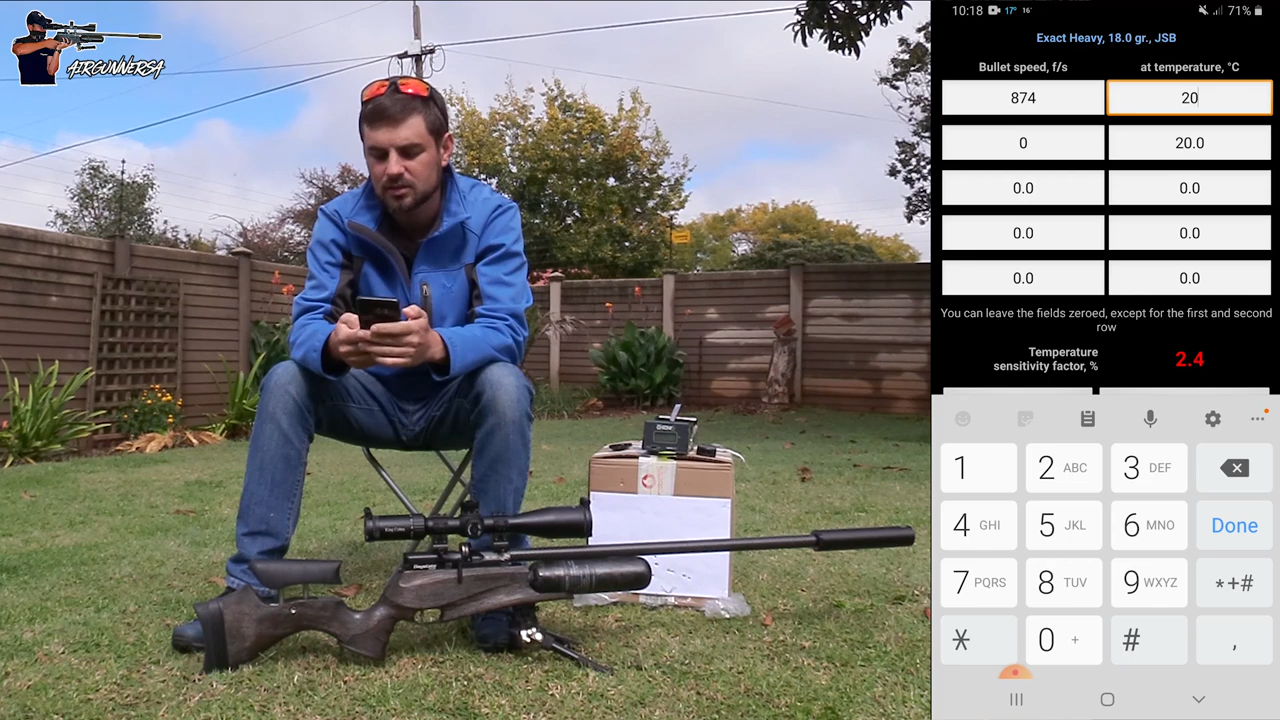 AIRGUNNERSA
10:18 17° 16° 71%
Exact Heavy, 18.0 gr., JSB
Bullet speed, f/s at temperature, °C
874 20
0 20.0
0.0 0.0
0.0 0.0
0.0 0.0
You can leave the fields zeroed, except for the first and second
row
Temperature
sensitivity factor, %
2.4
1 2 ABC 3 DEF
4 GHI 5 JKL 6 MNO Done
7 PQRS 8 TUV 9 WXYZ *+#
* 0 + # ,